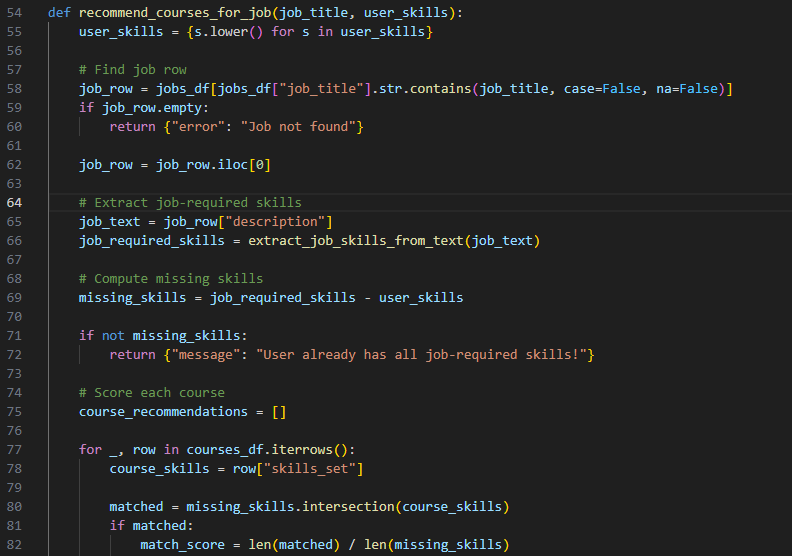 54 def recommend_courses_for_job(job_title, user_skills):
55     user_skills = {s.lower() for s in user_skills}
56
57     # Find job row
58     job_row = jobs_df[jobs_df["job_title"].str.contains(job_title, case=False, na=False)]
59     if job_row.empty:
60         return {"error": "Job not found"}
61
62     job_row = job_row.iloc[0]
63
64     # Extract job-required skills
65     job_text = job_row["description"]
66     job_required_skills = extract_job_skills_from_text(job_text)
67
68     # Compute missing skills
69     missing_skills = job_required_skills - user_skills
70
71     if not missing_skills:
72         return {"message": "User already has all job-required skills!"}
73
74     # Score each course
75     course_recommendations = []
76
77     for _, row in courses_df.iterrows():
78         course_skills = row["skills_set"]
79
80         matched = missing_skills.intersection(course_skills)
81         if matched:
82             match_score = len(matched) / len(missing_skills)